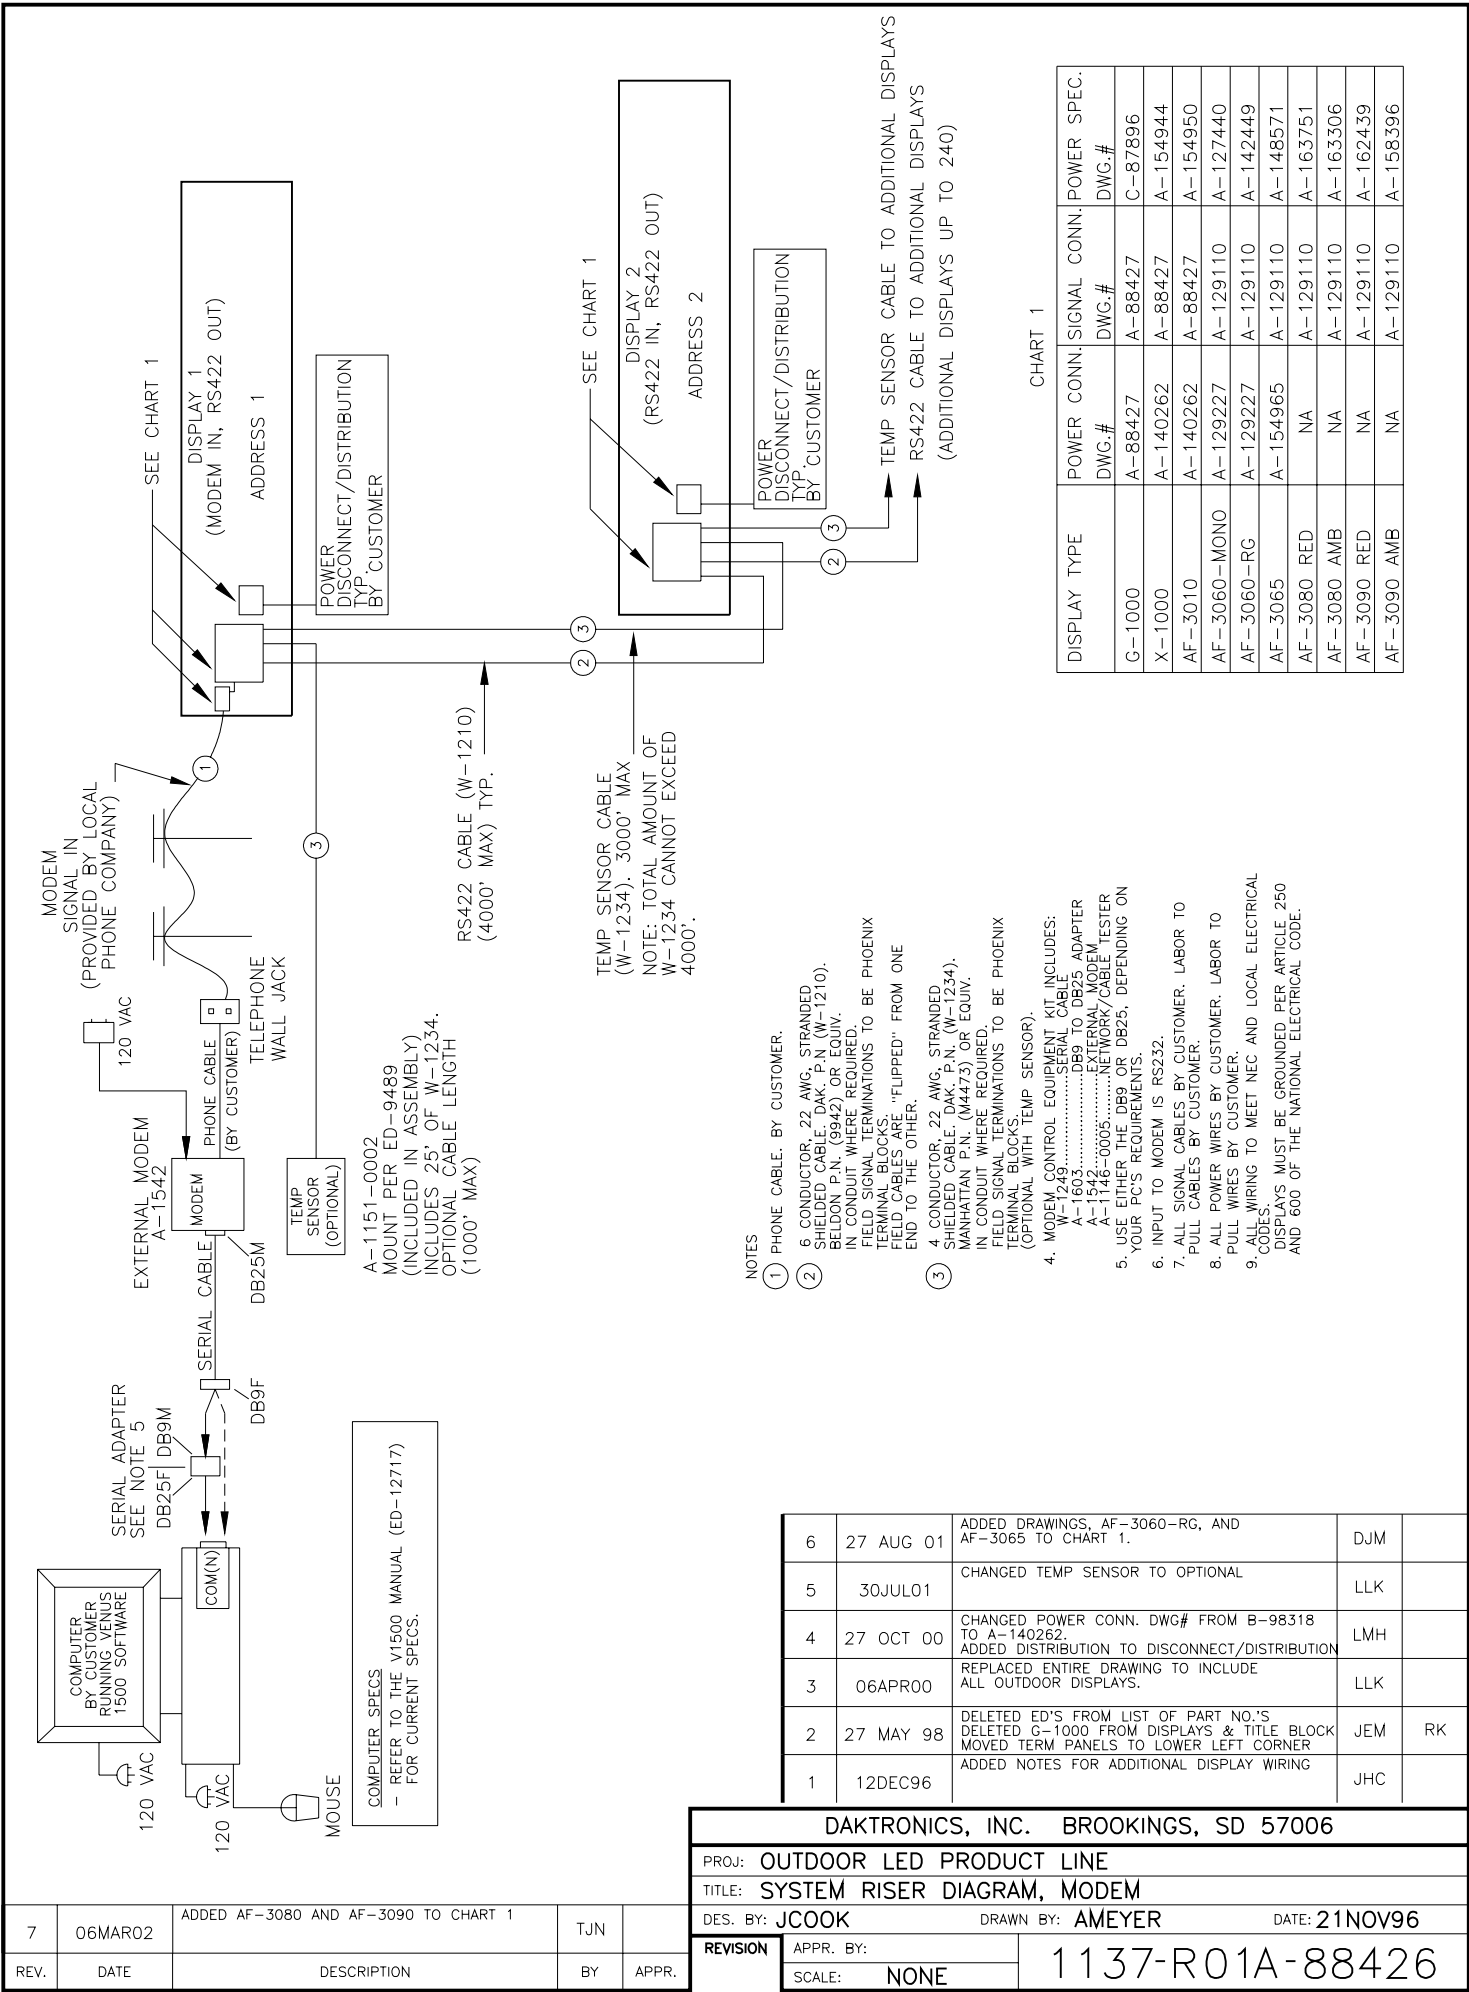 COMPUTER
BY CUSTOMER
RUNNING VENUS
1500 SOFTWARE
120 VAC
120 VAC
MOUSE
COM(N)
SERIAL ADAPTER
SEE NOTE 5
DB25F
DB9M
DB9F
SERIAL CABLE
DB25M
EXTERNAL MODEM
A-1542
MODEM
120 VAC
PHONE CABLE
(BY CUSTOMER)
TELEPHONE
WALL JACK
MODEM
SIGNAL IN
(PROVIDED BY LOCAL
PHONE COMPANY)
1
SEE CHART 1
DISPLAY 1
(MODEM IN, RS422 OUT)
ADDRESS 1
POWER
DISCONNECT/DISTRIBUTION
TYP.
BY CUSTOMER
COMPUTER SPECS
- REFER TO THE V1500 MANUAL (ED-12717)
FOR CURRENT SPECS.
TEMP
SENSOR
(OPTIONAL)
3
A-1151-0002
MOUNT PER ED-9489
(INCLUDED IN ASSEMBLY)
INCLUDES 25' OF W-1234.
OPTIONAL CABLE LENGTH
(1000' MAX)
RS422 CABLE (W-1210)
(4000' MAX) TYP.
3
2
TEMP SENSOR CABLE
(W-1234). 3000' MAX
NOTE: TOTAL AMOUNT OF
W-1234 CANNOT EXCEED
4000'.
SEE CHART 1
DISPLAY 2
(RS422 IN, RS422 OUT)
ADDRESS 2
POWER
DISCONNECT/DISTRIBUTION
TYP.
BY CUSTOMER
3
2
TEMP SENSOR CABLE TO ADDITIONAL DISPLAYS
RS422 CABLE TO ADDITIONAL DISPLAYS
(ADDITIONAL DISPLAYS UP TO 240)
NOTES
1 PHONE CABLE. BY CUSTOMER.
2 6 CONDUCTOR, 22 AWG, STRANDED
SHIELDED CABLE. DAK. P.N (W-1210).
BELDON P.N. (9942) OR EQUIV.
IN CONDUIT WHERE REQUIRED.
FIELD SIGNAL TERMINATIONS TO BE PHOENIX
TERMINAL BLOCKS.
FIELD CABLES ARE "FLIPPED" FROM ONE
END TO THE OTHER.
3 4 CONDUCTOR, 22 AWG, STRANDED
SHIELDED CABLE. DAK. P.N. (W-1234).
MANHATTAN P.N. (M4473) OR EQUIV.
IN CONDUIT WHERE REQUIRED.
FIELD SIGNAL TERMINATIONS TO BE PHOENIX
TERMINAL BLOCKS.
(OPTIONAL WITH TEMP SENSOR).
4. MODEM CONTROL EQUIPMENT KIT INCLUDES:
W-1249..............SERIAL CABLE
A-1603..............DB9 TO DB25 ADAPTER
A-1542..............EXTERNAL MODEM
A-1146-0005.........NETWORK/CABLE TESTER
5. USE EITHER THE DB9 OR DB25, DEPENDING ON
YOUR PC'S REQUIREMENTS.
6. INPUT TO MODEM IS RS232.
7. ALL SIGNAL CABLES BY CUSTOMER. LABOR TO
PULL CABLES BY CUSTOMER.
8. ALL POWER WIRES BY CUSTOMER. LABOR TO
PULL WIRES BY CUSTOMER.
9. ALL WIRING TO MEET NEC AND LOCAL ELECTRICAL
CODES.
DISPLAYS MUST BE GROUNDED PER ARTICLE 250
AND 600 OF THE NATIONAL ELECTRICAL CODE.
CHART 1
DISPLAY TYPE POWER CONN. DWG.# SIGNAL CONN. DWG.# POWER SPEC. DWG.#
G-1000 A-88427 A-88427 C-87896
X-1000 A-140262 A-88427 A-154944
AF-3010 A-140262 A-88427 A-154950
AF-3060-MONO A-129227 A-129110 A-127440
AF-3060-RG A-129227 A-129110 A-142449
AF-3065 A-154965 A-129110 A-148571
AF-3080 RED NA A-129110 A-163751
AF-3080 AMB NA A-129110 A-163306
AF-3090 RED NA A-129110 A-162439
AF-3090 AMB NA A-129110 A-158396
6 27 AUG 01 ADDED DRAWINGS, AF-3060-RG, AND
AF-3065 TO CHART 1. DJM
5 30JUL01 CHANGED TEMP SENSOR TO OPTIONAL LLK
4 27 OCT 00 CHANGED POWER CONN. DWG# FROM B-98318
TO A-140262.
ADDED DISTRIBUTION TO DISCONNECT/DISTRIBUTION LMH
3 06APR00 REPLACED ENTIRE DRAWING TO INCLUDE
ALL OUTDOOR DISPLAYS. LLK
2 27 MAY 98 DELETED ED'S FROM LIST OF PART NO.'S
DELETED G-1000 FROM DISPLAYS & TITLE BLOCK
MOVED TERM PANELS TO LOWER LEFT CORNER JEM RK
1 12DEC96 ADDED NOTES FOR ADDITIONAL DISPLAY WIRING JHC
DAKTRONICS, INC. BROOKINGS, SD 57006
PROJ: OUTDOOR LED PRODUCT LINE
TITLE: SYSTEM RISER DIAGRAM, MODEM
DES. BY: JCOOK DRAWN BY: AMEYER DATE: 21NOV96
REVISION APPR. BY:
SCALE: NONE
1137-R01A-88426
7 06MAR02 ADDED AF-3080 AND AF-3090 TO CHART 1 TJN
REV. DATE DESCRIPTION BY APPR.